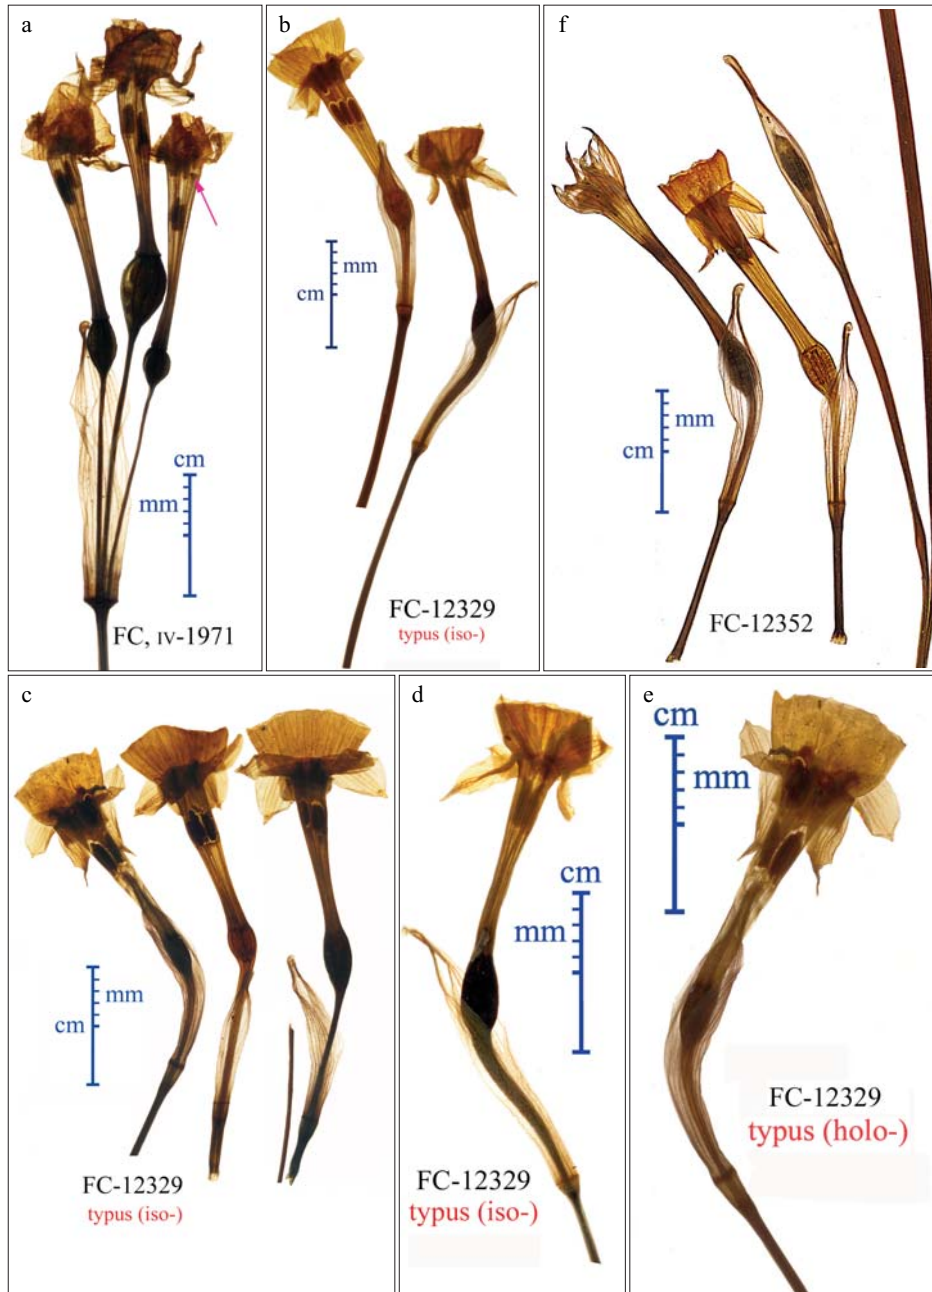 a
cm
mm
FC, IV-1971
b
mm
cm
FC-12329
typus (iso-)
f
mm
cm
FC-12352
c
mm
cm
FC-12329
typus (iso-)
d
cm
mm
FC-12329
typus (iso-)
e
cm
mm
FC-12329
typus (holo-)